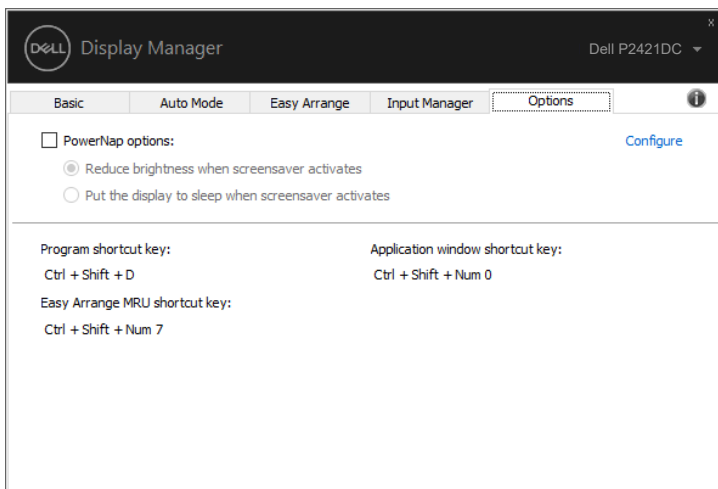 x
DELL
Display Manager
Dell P2421DC
Basic
Auto Mode
Easy Arrange
Input Manager
Options
i
PowerNap options:
Configure
Reduce brightness when screensaver activates
Put the display to sleep when screensaver activates
Program shortcut key:
Application window shortcut key:
Ctrl + Shift + D
Ctrl + Shift + Num 0
Easy Arrange MRU shortcut key:
Ctrl + Shift + Num 7